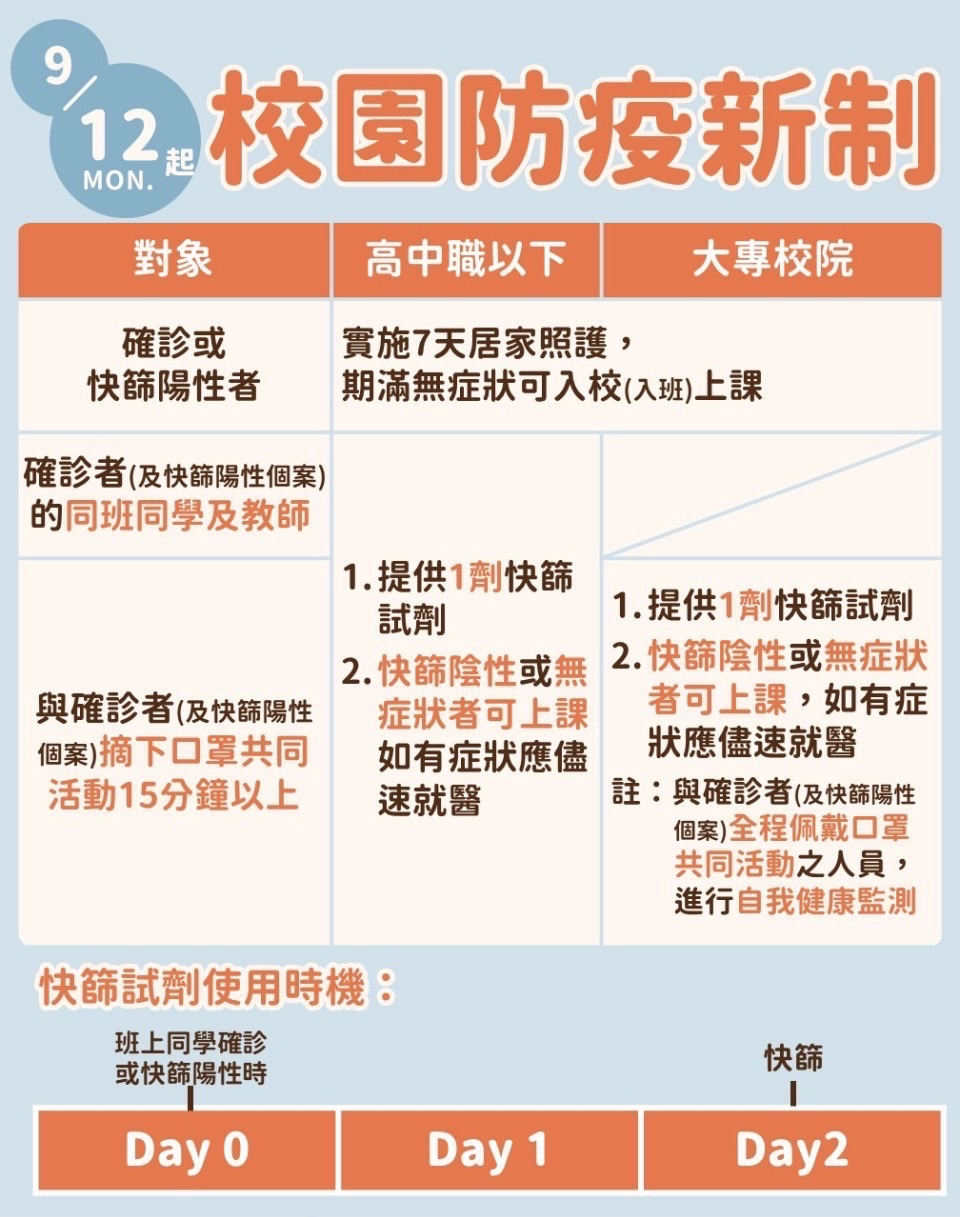 9/12起
MON.
校園防疫新制
對象
高中職以下
大專校院
確診或
快篩陽性者
實施7天居家照護，
期滿無症狀可入校(入班)上課
確診者(及快篩陽性個案)
的同班同學及教師
與確診者(及快篩陽性
個案)摘下口罩共同
活動15分鐘以上
1.提供1劑快篩
試劑
2.快篩陰性或無
症狀者可上課
如有症狀應儘
速就醫
1.提供1劑快篩試劑
2.快篩陰性或無症狀
者可上課，如有症
狀應儘速就醫
註：與確診者(及快篩陽性
個案)全程佩戴口罩
共同活動之人員，
進行自我健康監測
快篩試劑使用時機：
班上同學確診
或快篩陽性時
快篩
Day 0
Day 1
Day2